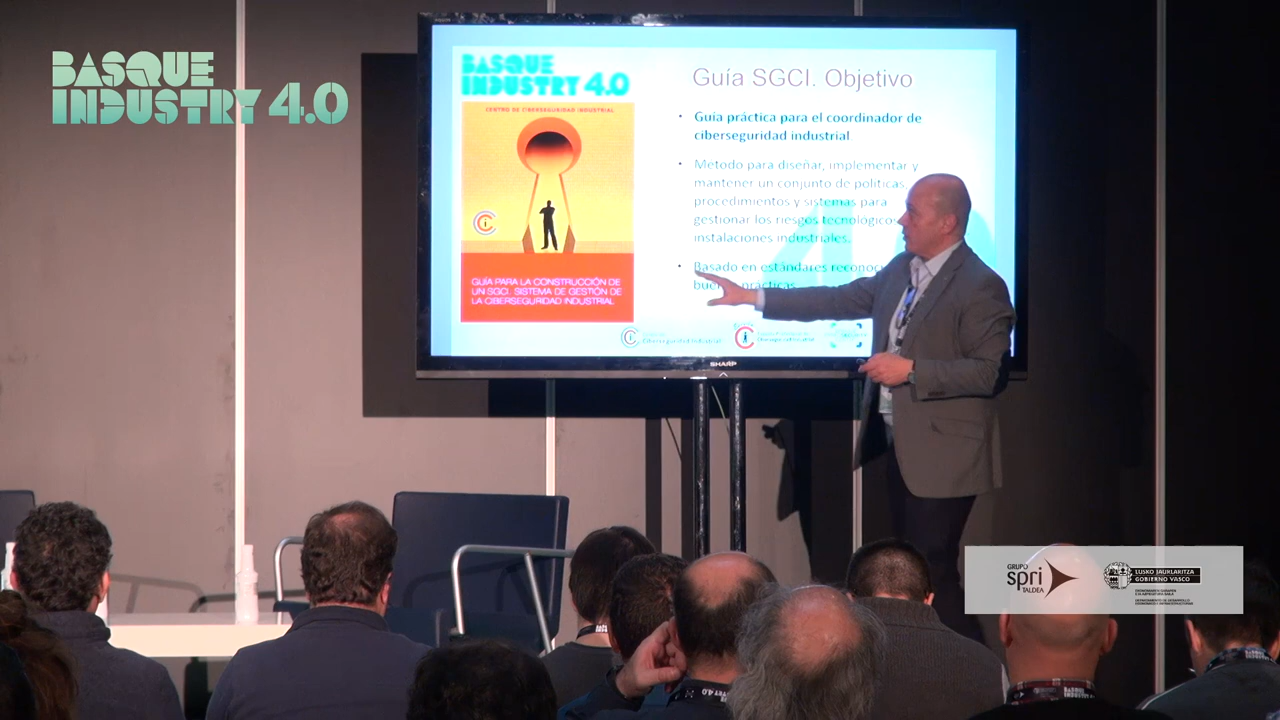 BASQUE
INDUSTRY 4.0
BASQUE
INDUSTRY 4.0
CENTRO DE CIBERSEGURIDAD INDUSTRIAL
GUÍA PARA LA CONSTRUCCIÓN DE
UN SGCI. SISTEMA DE GESTIÓN DE
LA CIBERSEGURIDAD INDUSTRIAL
Guía SGCI. Objetivo
• Guía práctica para el coordinador de
ciberseguridad industrial
• Método para diseñar, implementar y
mantener un conjunto de políticas,
procedimientos y sistemas para
gestionar los riesgos tecnológicos
instalaciones industriales.
• Basado en estándares
buenas prácticas.
SHARP
GRUPO
spri
TALDEA
EUSKO JAURLARITZA
GOBIERNO VASCO
4.0